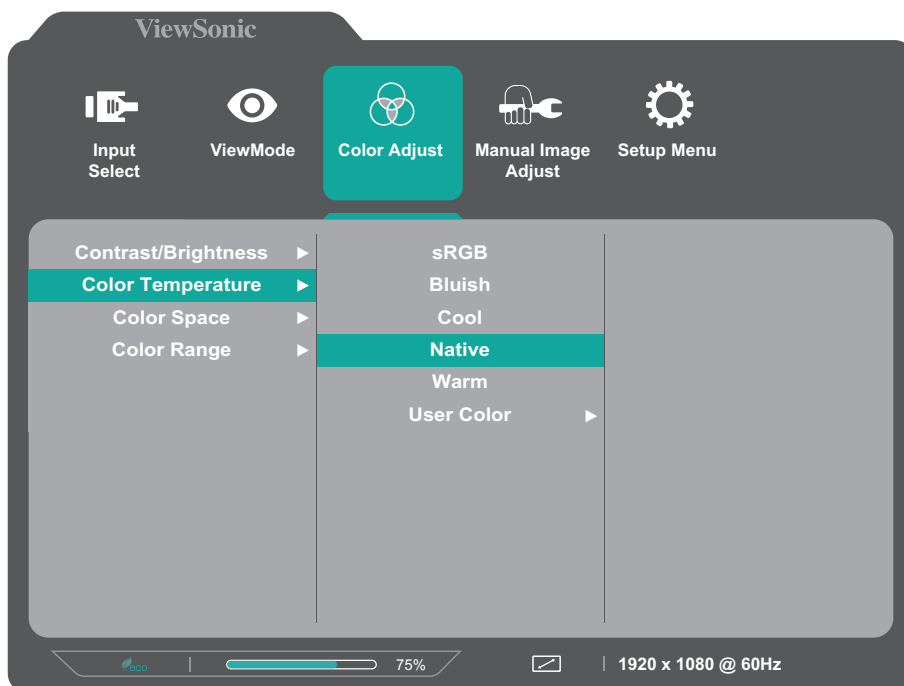 ViewSonic
Input
Select
ViewMode
Color Adjust
Manual Image
Adjust
Setup Menu
Contrast/Brightness
Color Temperature
Color Space
Color Range
sRGB
Bluish
Cool
Native
Warm
User Color
eco
75%
1920 x 1080 @ 60Hz